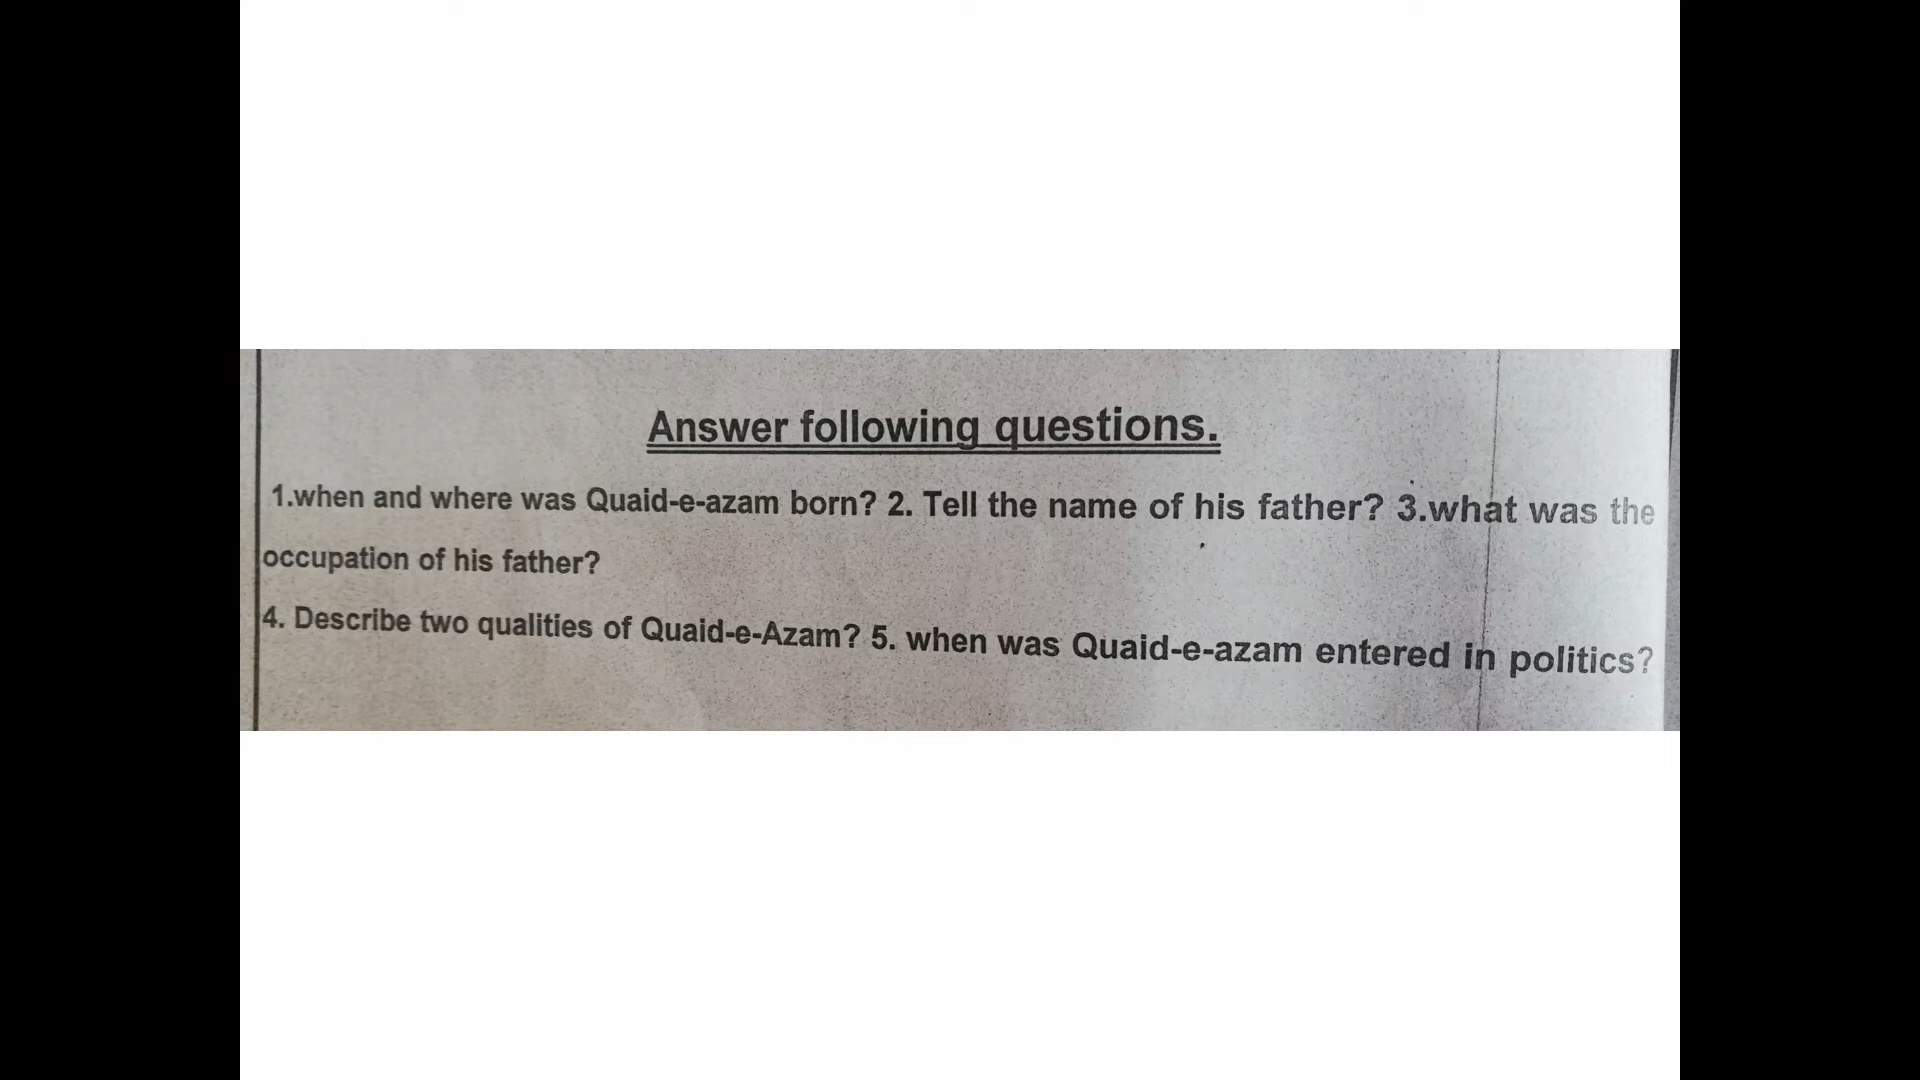 Answer following questions.
1.when and where was Quaid-e-azam born? 2. Tell the name of his father? 3.what was the
occupation of his father?
4. Describe two qualities of Quaid-e-Azam? 5. when was Quaid-e-azam entered in politics?